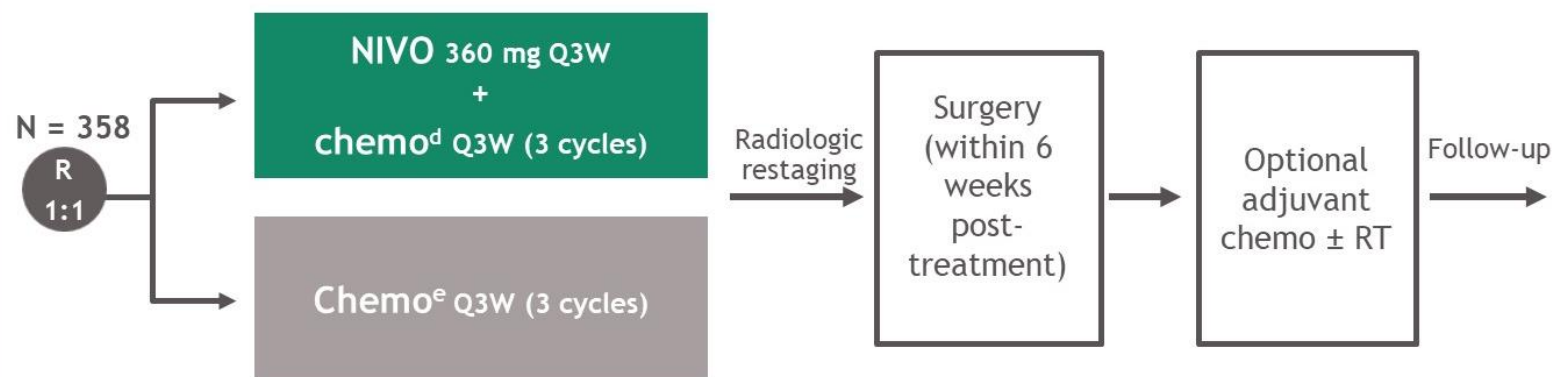 N = 358
R
1:1
NIVO 360 mg Q3W
+
chemoᵈ Q3W (3 cycles)
Chemoᵉ Q3W (3 cycles)
Radiologic
restaging
Surgery
(within 6
weeks
post-
treatment)
Optional
adjuvant
chemo ± RT
Follow-up